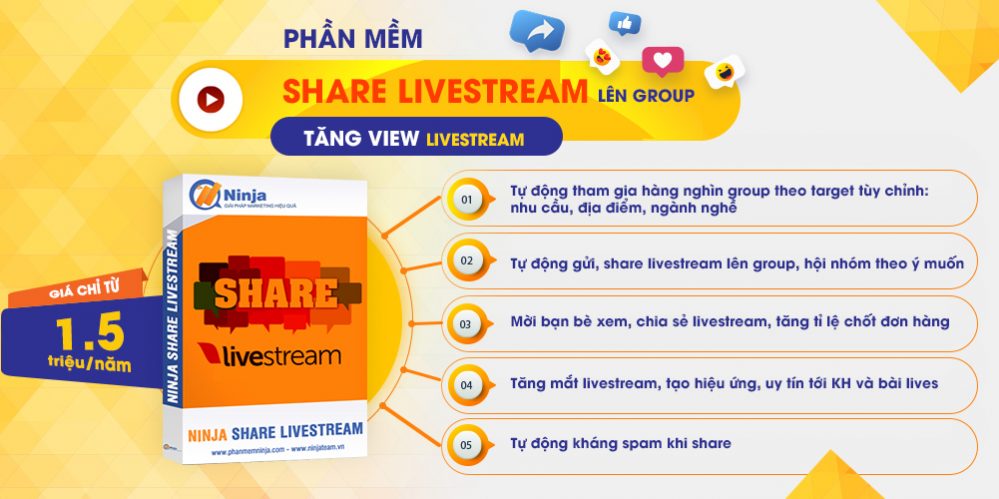 PHẦN MỀM
SHARE LIVESTREAM LÊN GROUP
TĂNG VIEW LIVESTREAM
Ninja
GIẢI PHÁP MARKETING HIỆU QUẢ
NINJA SHARE LIVESTREAM
SHARE
livestream
NINJA SHARE LIVESTREAM
www.phanmemninja.com - www.ninjateam.vn
GIÁ CHỈ TỪ
1.5
triệu/năm
01
Tự động tham gia hàng nghìn group theo target tùy chỉnh:
nhu cầu, địa điểm, ngành nghề
02
Tự động gửi, share livestream lên group, hội nhóm theo ý muốn
03
Mời bạn bè xem, chia sẻ livestream, tăng tỉ lệ chốt đơn hàng
04
Tăng mắt livestream, tạo hiệu ứng, uy tín tới KH và bài lives
05
Tự động kháng spam khi share